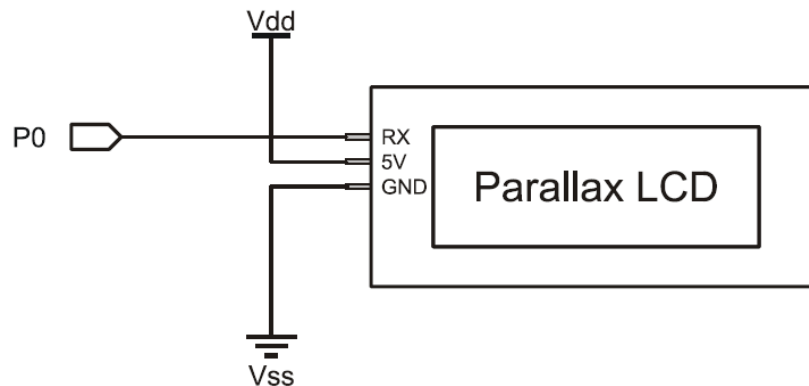 Vdd
P0
RX
5V
GND
Parallax LCD
Vss